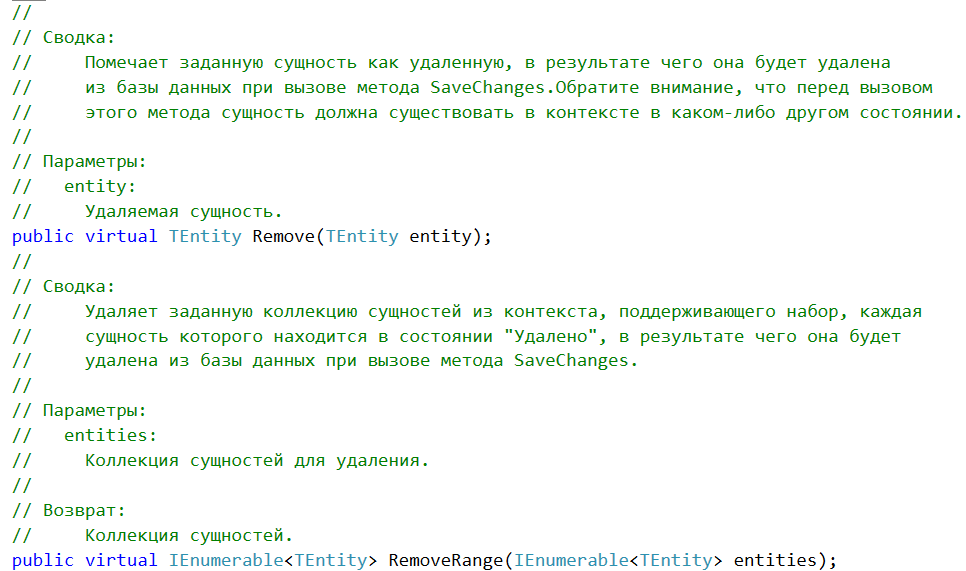 //
// Сводка:
//     Помечает заданную сущность как удаленную, в результате чего она будет удалена
//     из базы данных при вызове метода SaveChanges.Обратите внимание, что перед вызовом
//     этого метода сущность должна существовать в контексте в каком-либо другом состоянии.
//
// Параметры:
//   entity:
//     Удаляемая сущность.
public virtual TEntity Remove(TEntity entity);
//
// Сводка:
//     Удаляет заданную коллекцию сущностей из контекста, поддерживающего набор, каждая
//     сущность которого находится в состоянии "Удалено", в результате чего она будет
//     удалена из базы данных при вызове метода SaveChanges.
//
// Параметры:
//   entities:
//     Коллекция сущностей для удаления.
//
// Возврат:
//     Коллекция сущностей.
public virtual IEnumerable<TEntity> RemoveRange(IEnumerable<TEntity> entities);